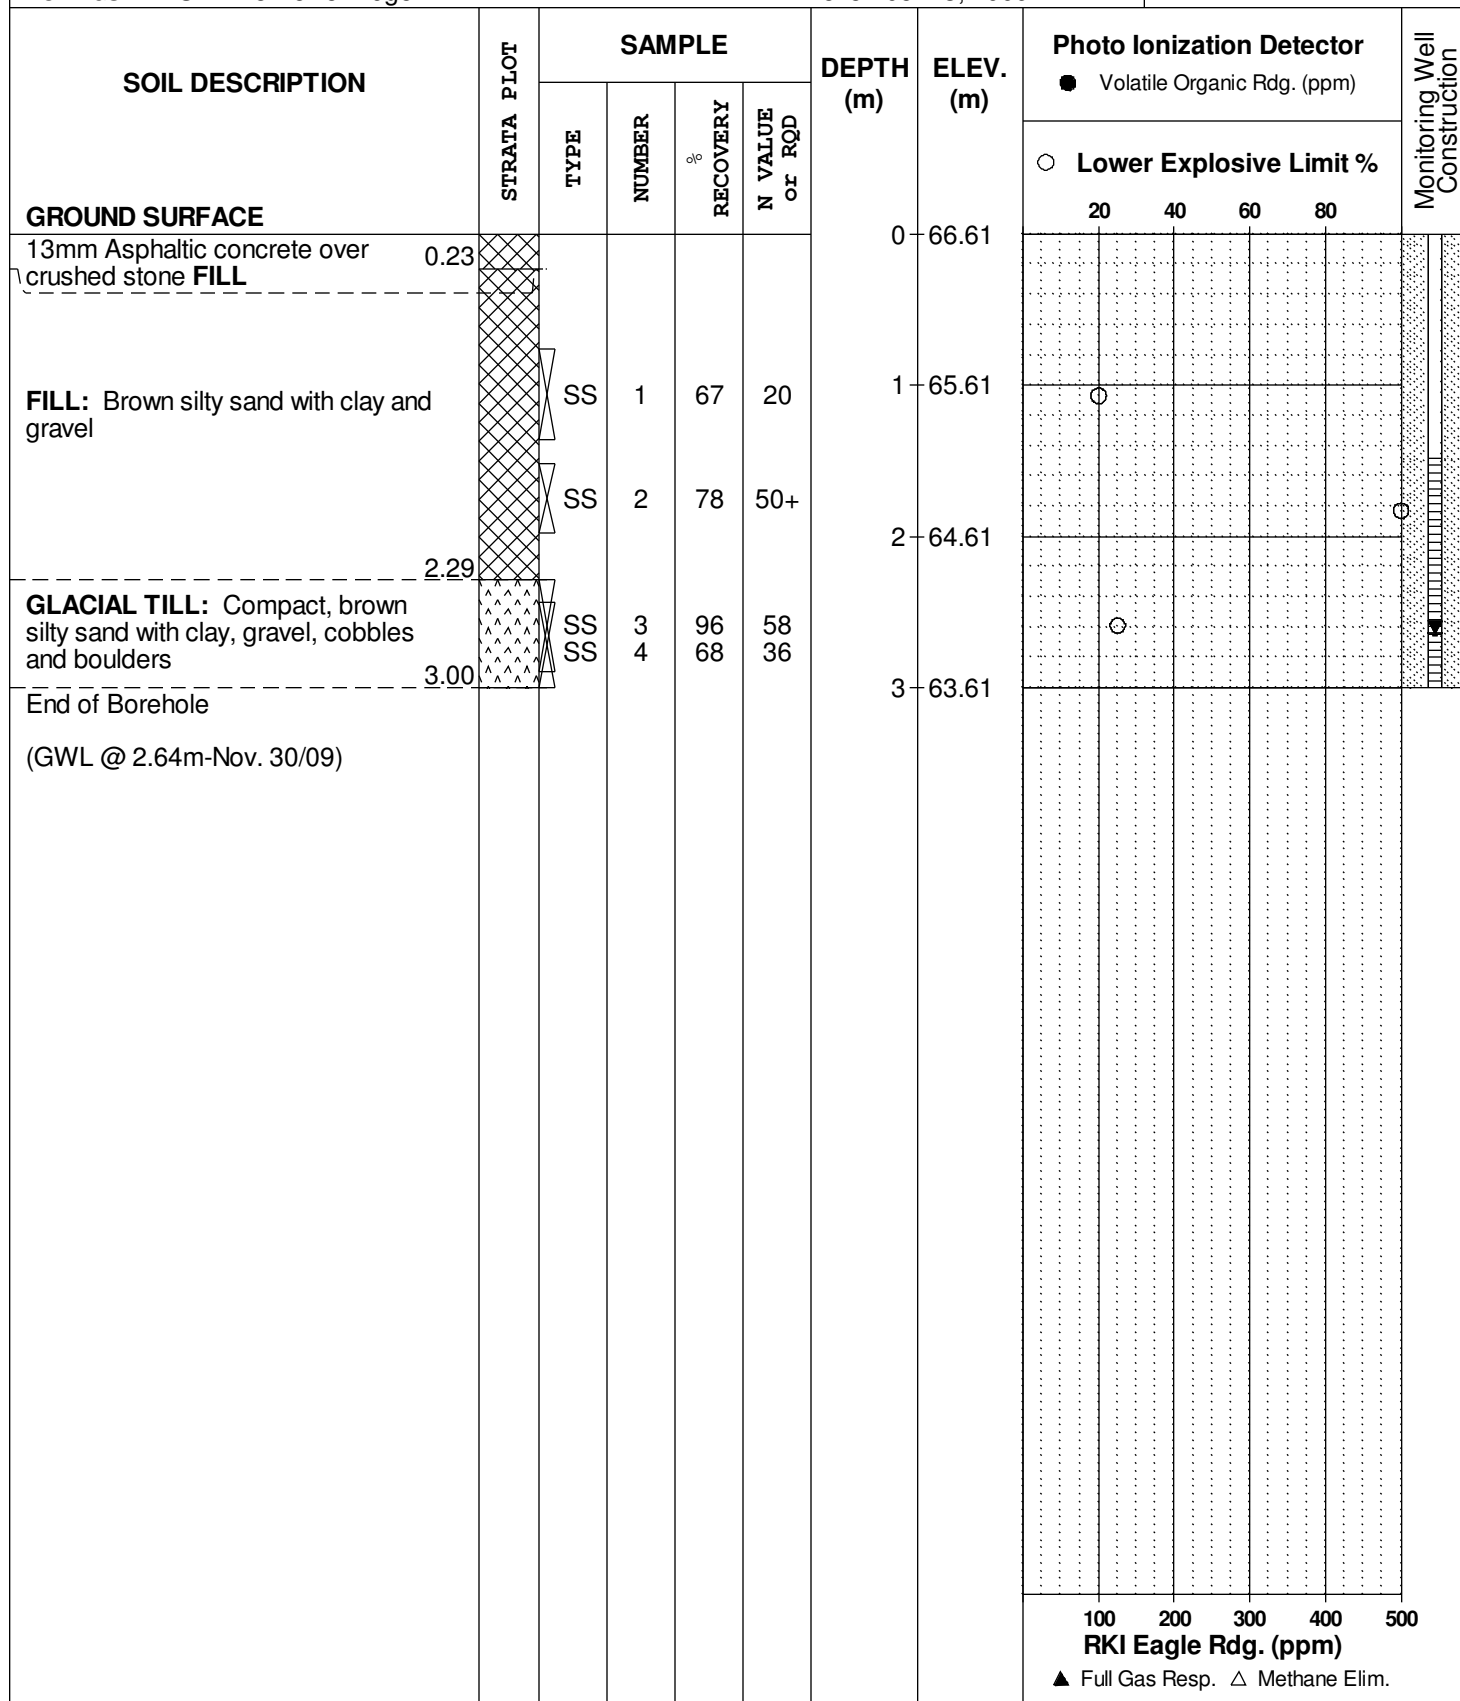 SOIL DESCRIPTION
GROUND SURFACE
STRATA PLOT
SAMPLE
TYPE
NUMBER
%
RECOVERY
N VALUE
or RQD
DEPTH
(m)
ELEV.
(m)
Photo Ionization Detector
● Volatile Organic Rdg. (ppm)
○ Lower Explosive Limit %
20 40 60 80
Monitoring Well
Construction
0 66.61
13mm Asphaltic concrete over 0.23
crushed stone FILL
FILL: Brown silty sand with clay and
gravel
SS 1 67 20
1 65.61
SS 2 78 50+
2 64.61
2.29
GLACIAL TILL: Compact, brown
silty sand with clay, gravel, cobbles
and boulders
3.00
SS 3 96 58
SS 4 68 36
3 63.61
End of Borehole
(GWL @ 2.64m-Nov. 30/09)
100 200 300 400 500
RKI Eagle Rdg. (ppm)
▲ Full Gas Resp. △ Methane Elim.